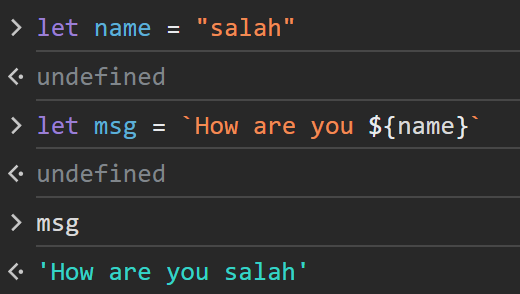 let name = "salah"
undefined
let msg = `How are you ${name}`
undefined
msg
'How are you salah'